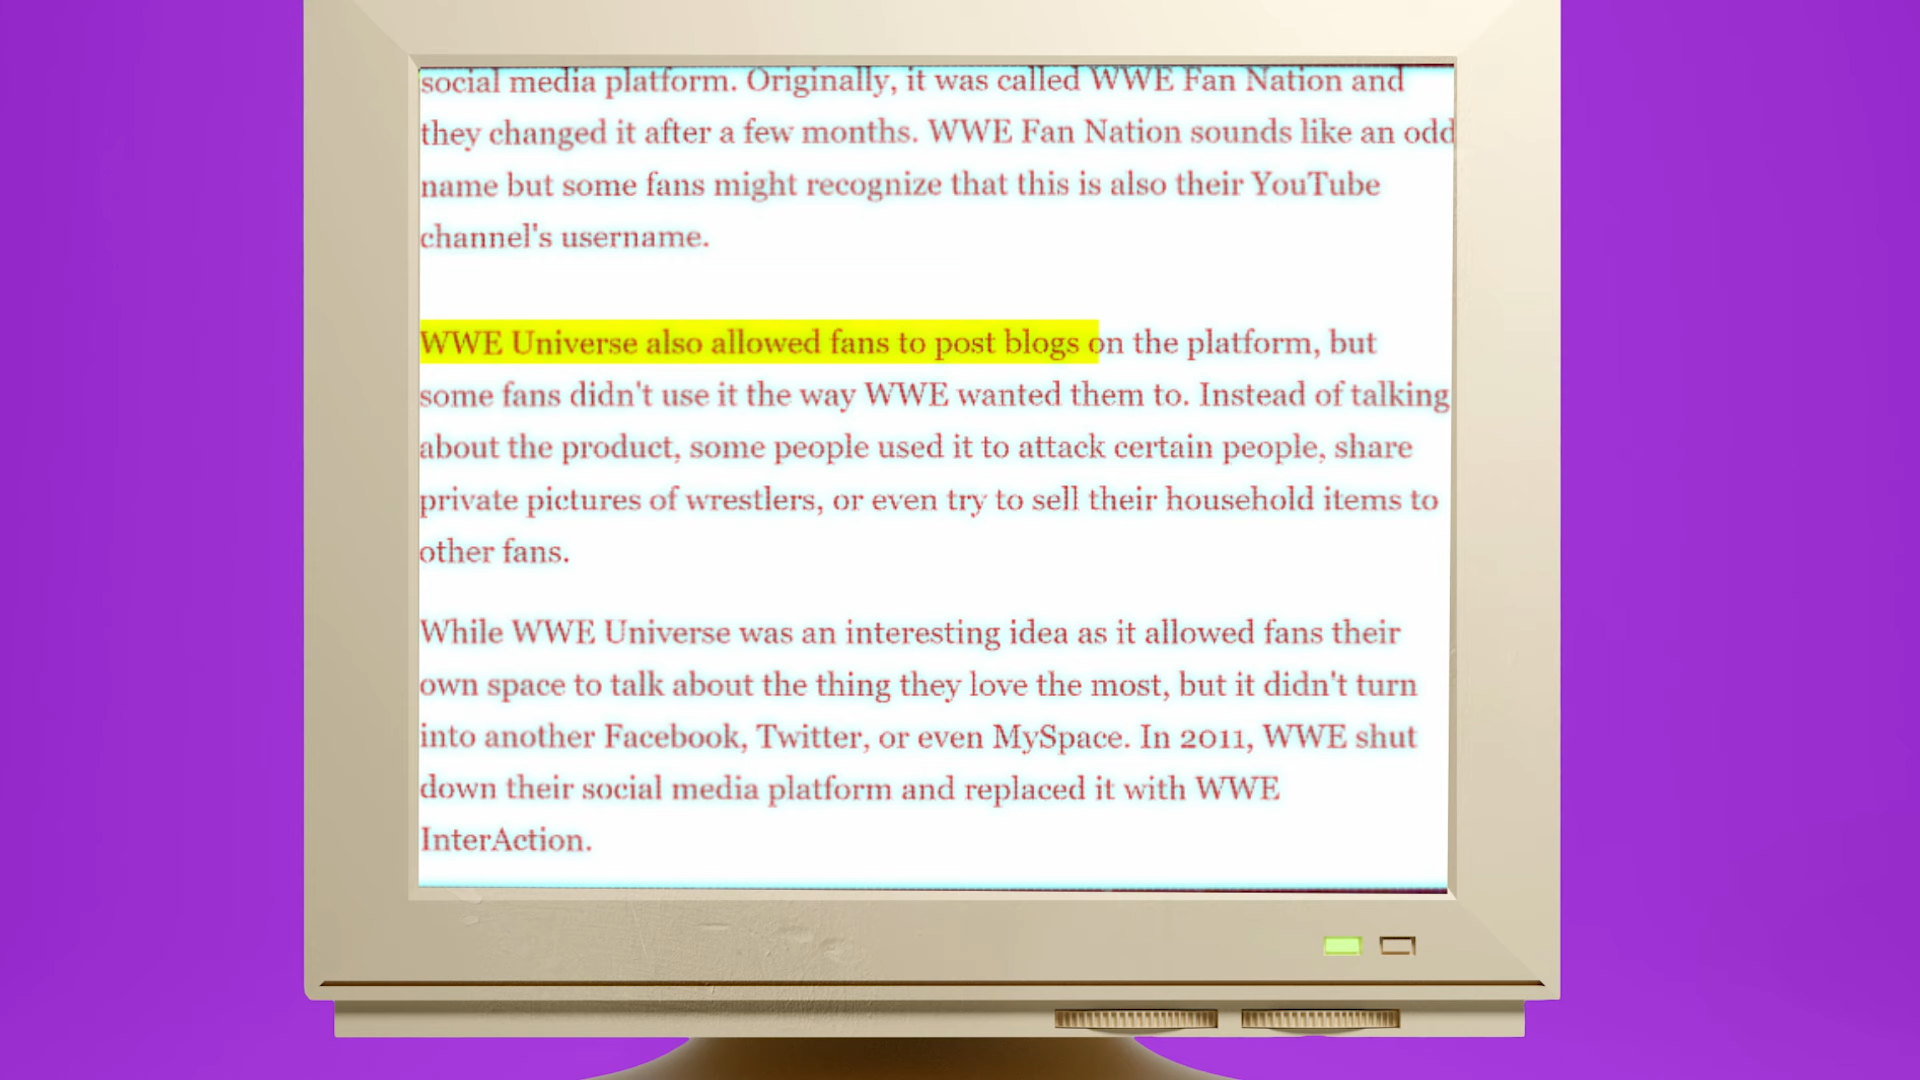 social media platform. Originally, it was called WWE Fan Nation and
they changed it after a few months. WWE Fan Nation sounds like an odd
name but some fans might recognize that this is also their YouTube
channel's username.
WWE Universe also allowed fans to post blogs on the platform, but
some fans didn't use it the way WWE wanted them to. Instead of talking
about the product, some people used it to attack certain people, share
private pictures of wrestlers, or even try to sell their household items to
other fans.
While WWE Universe was an interesting idea as it allowed fans their
own space to talk about the thing they love the most, but it didn't turn
into another Facebook, Twitter, or even MySpace. In 2011, WWE shut
down their social media platform and replaced it with WWE
InterAction.